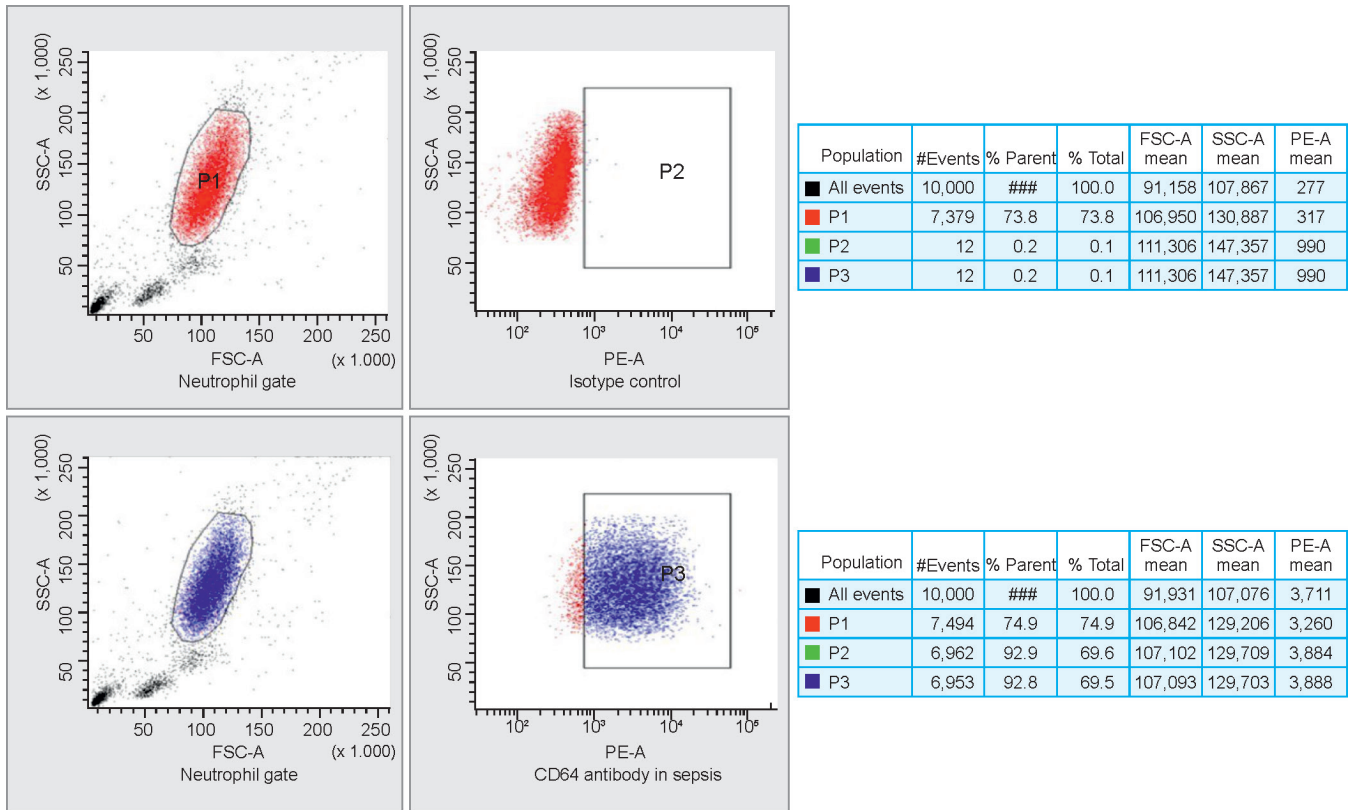 (x 1,000)
250
200
150
100
50
SSC-A
P1
50 100 150 200 250
FSC-A (x 1.000)
Neutrophil gate
(x 1,000)
250
200
150
100
50
SSC-A
P2
10² 10³ 10⁴ 10⁵
PE-A
Isotype control
Population #Events % Parent % Total FSC-A mean SSC-A mean PE-A mean
All events 10,000 ### 100.0 91,158 107,867 277
P1 7,379 73.8 73.8 106,950 130,887 317
P2 12 0.2 0.1 111,306 147,357 990
P3 12 0.2 0.1 111,306 147,357 990
(x 1,000)
250
200
150
100
50
SSC-A
50 100 150 200 250
FSC-A (x 1.000)
Neutrophil gate
(x 1,000)
250
200
150
100
50
SSC-A
P3
10² 10³ 10⁴ 10⁵
PE-A
CD64 antibody in sepsis
Population #Events % Parent % Total FSC-A mean SSC-A mean PE-A mean
All events 10,000 ### 100.0 91,931 107,076 3,711
P1 7,494 74.9 74.9 106,842 129,206 3,260
P2 6,962 92.9 69.6 107,102 129,709 3,884
P3 6,953 92.8 69.5 107,093 129,703 3,888